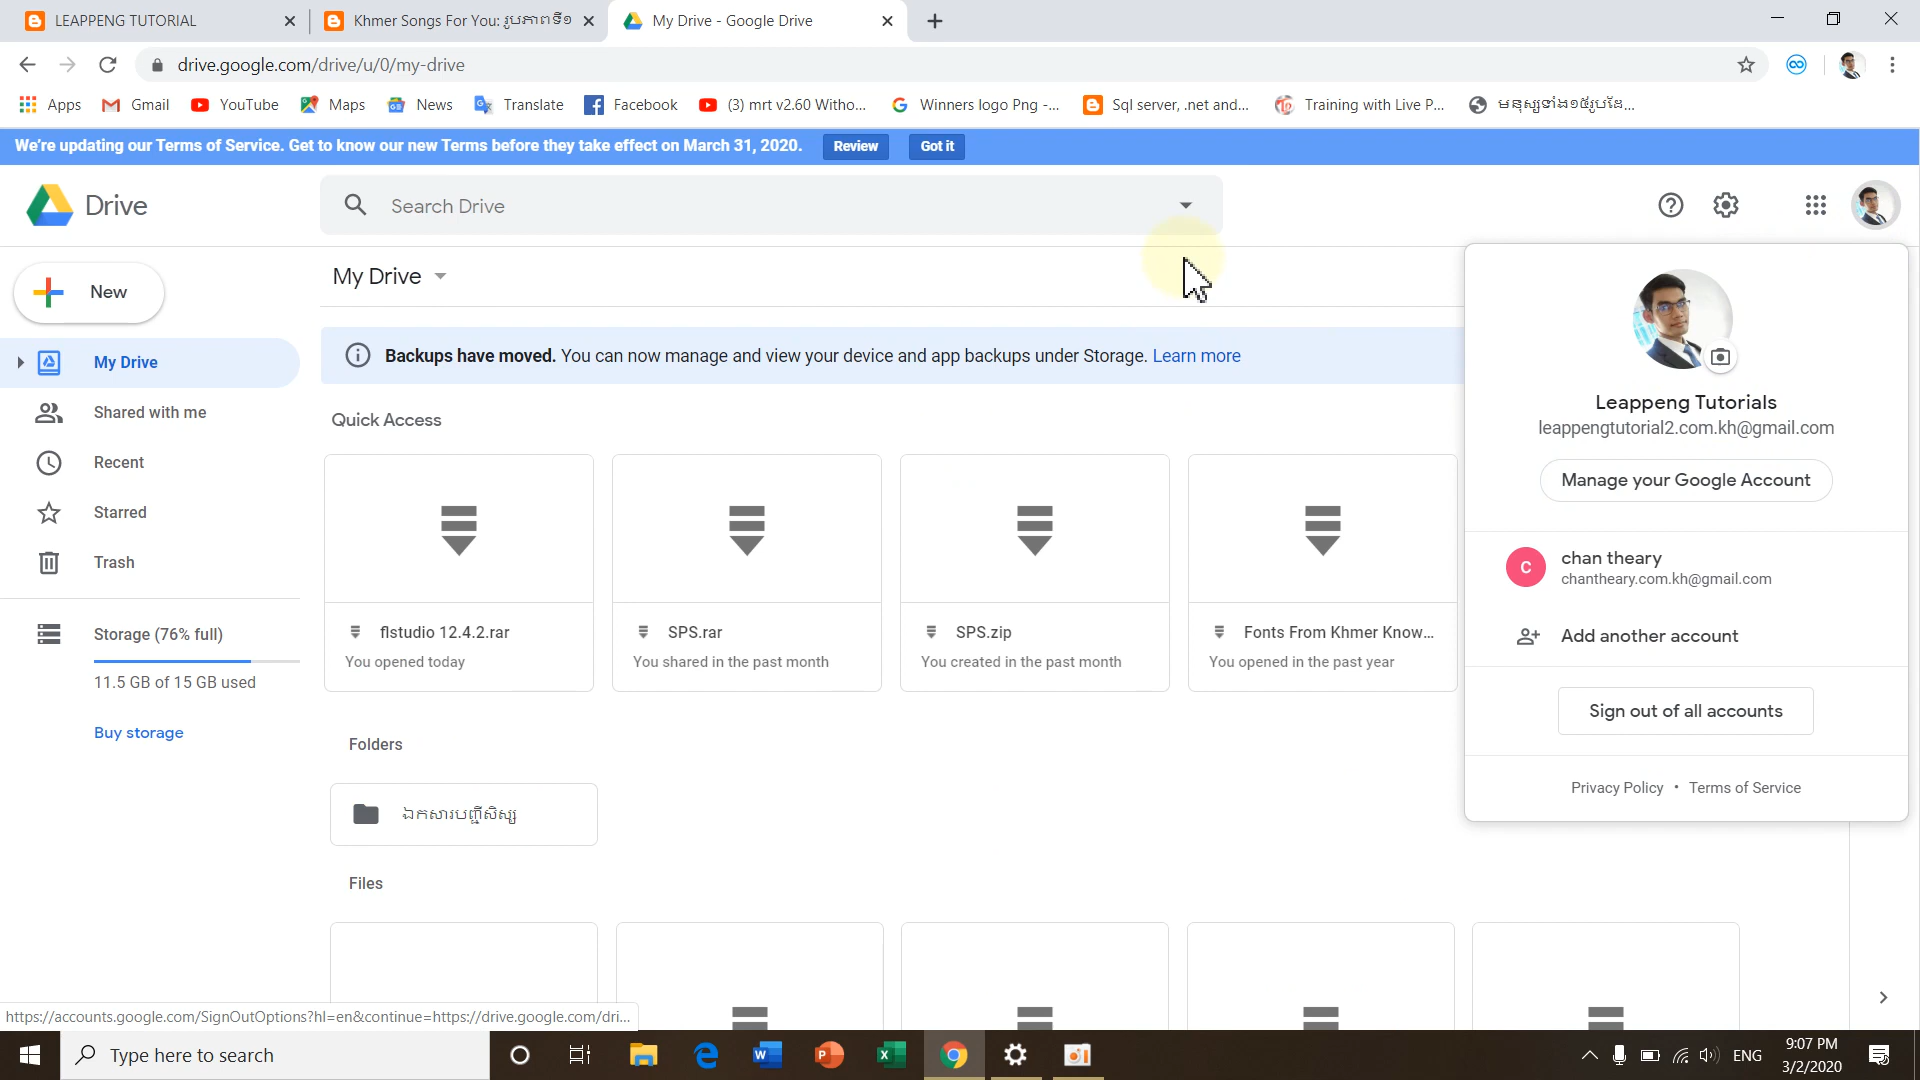 LEAPPENG TUTORIAL
Khmer Songs For You: រូបភាពទី១
My Drive - Google Drive
drive.google.com/drive/u/0/my-drive
Apps
Gmail
YouTube
Maps
News
Translate
Facebook
(3) mrt v2.60 Witho...
Winners logo Png -...
Sql server, .net and...
Training with Live P...
មនុស្សទាំង១៥រូបដែ...
We're updating our Terms of Service. Get to know our new Terms before they take effect on March 31, 2020.
Review
Got it
Drive
Search Drive
New
My Drive
My Drive
Shared with me
Recent
Starred
Trash
Storage (76% full)
11.5 GB of 15 GB used
Buy storage
Backups have moved. You can now manage and view your device and app backups under Storage. Learn more
Quick Access
flstudio 12.4.2.rar
You opened today
SPS.rar
You shared in the past month
SPS.zip
You created in the past month
Fonts From Khmer Know...
You opened in the past year
Folders
ឯកសារបញ្ជីសិស្ស
Files
Leappeng Tutorials
leappengtutorial2.com.kh@gmail.com
Manage your Google Account
C
chan theary
chantheary.com.kh@gmail.com
Add another account
Sign out of all accounts
Privacy Policy • Terms of Service
https://accounts.google.com/SignOutOptions?hl=en&continue=https://drive.google.com/dri...
Type here to search
ENG
9:07 PM
3/2/2020